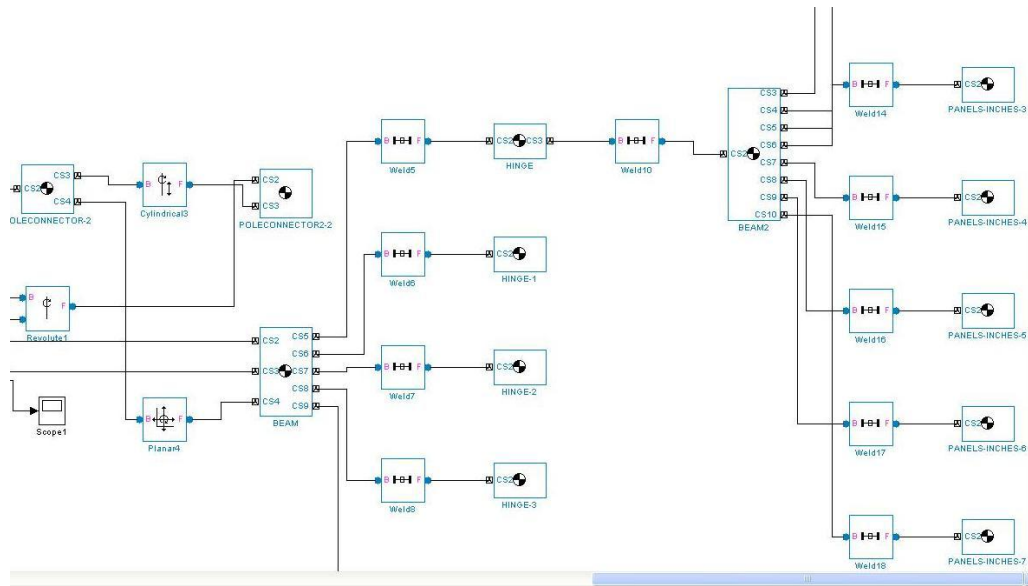 CS3
CS2
CS4
OLECONNECTOR-2
B F
Cylindrical3
CS2
CS3
POLECONNECTOR2-2
B F
Revolute1
Scope1
B F
Planar4
CS2
CS3
CS4
CS5
CS6
CS7
CS8
CS9
BEAM
B F
Weld5
CS2 CS3
HINGE
B F
Weld10
B F
Weld6
CS2
HINGE-1
B F
Weld7
CS2
HINGE-2
B F
Weld8
CS2
HINGE-3
CS2
CS3
CS4
CS5
CS6
CS7
CS8
CS9
CS10
BEAM2
B F
Weld14
CS2
PANELS-INCHES-3
B F
Weld15
CS2
PANELS-INCHES-4
B F
Weld16
CS2
PANELS-INCHES-5
B F
Weld17
CS2
PANELS-INCHES-6
B F
Weld18
CS2
PANELS-INCHES-7